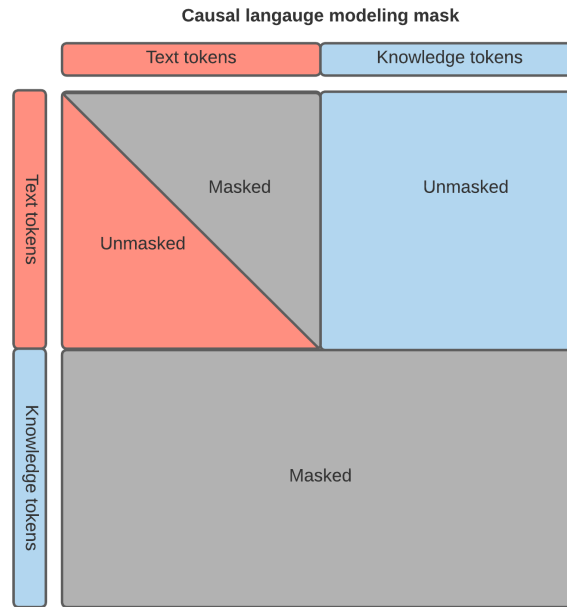 Causal langauge modeling mask
Text tokens
Knowledge tokens
Text tokens
Masked
Unmasked
Unmasked
Knowledge tokens
Masked